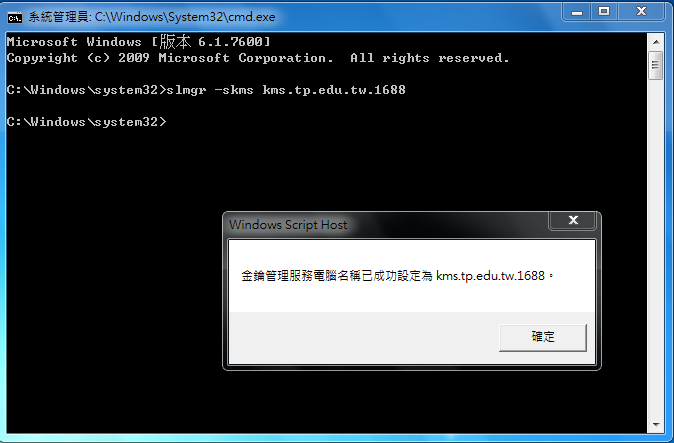 系統管理員: C:\Windows\System32\cmd.exe
Microsoft Windows [版本 6.1.7600]
Copyright (c) 2009 Microsoft Corporation.  All rights reserved.
C:\Windows\system32>slmgr -skms kms.tp.edu.tw.1688
C:\Windows\system32>
Windows Script Host
金鑰管理服務電腦名稱已成功設定為 kms.tp.edu.tw.1688。
確定